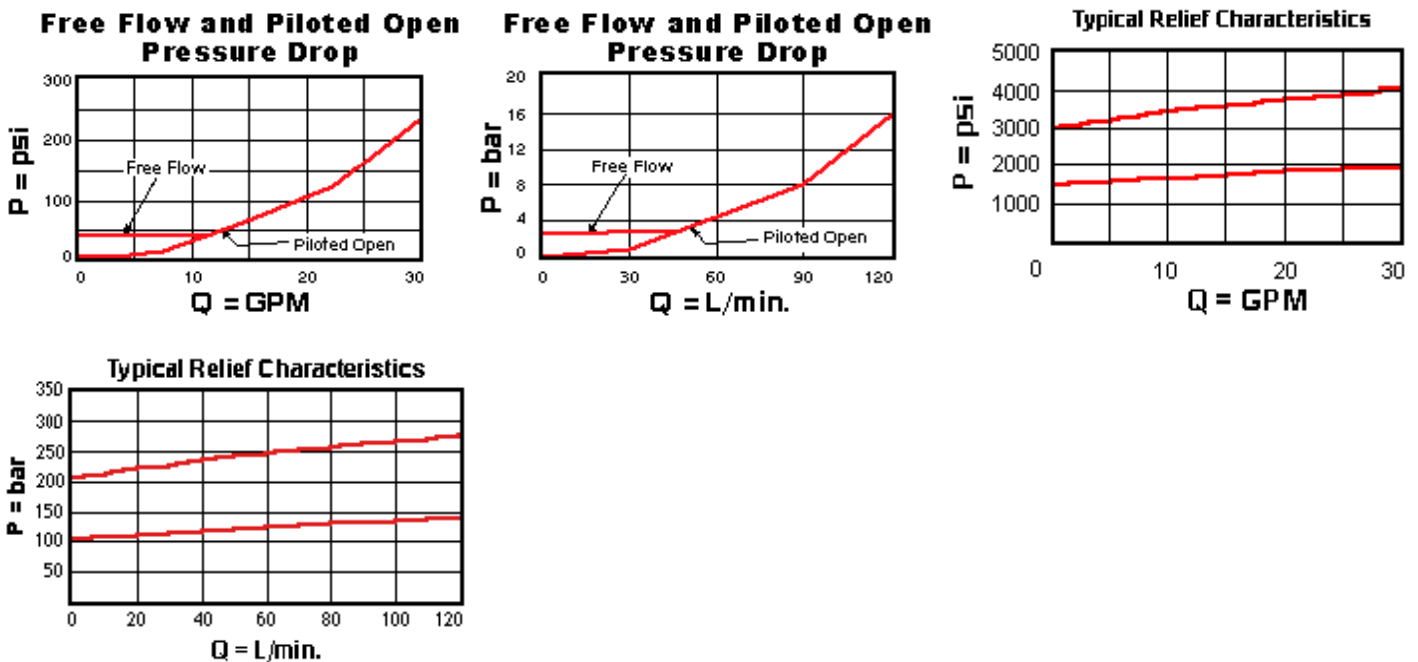 Free Flow and Piloted Open
Pressure Drop
300
200
100
0
P = psi
Free Flow
Piloted Open
0 10 20 30
Q = GPM
Free Flow and Piloted Open
Pressure Drop
20
16
12
8
4
0
P = bar
Free Flow
Piloted Open
0 30 60 90 120
Q = L/min.
Typical Relief Characteristics
5000
4000
3000
2000
1000
P = psi
0 10 20 30
Q = GPM
Typical Relief Characteristics
350
300
250
200
150
100
50
P = bar
0 20 40 60 80 100 120
Q = L/min.